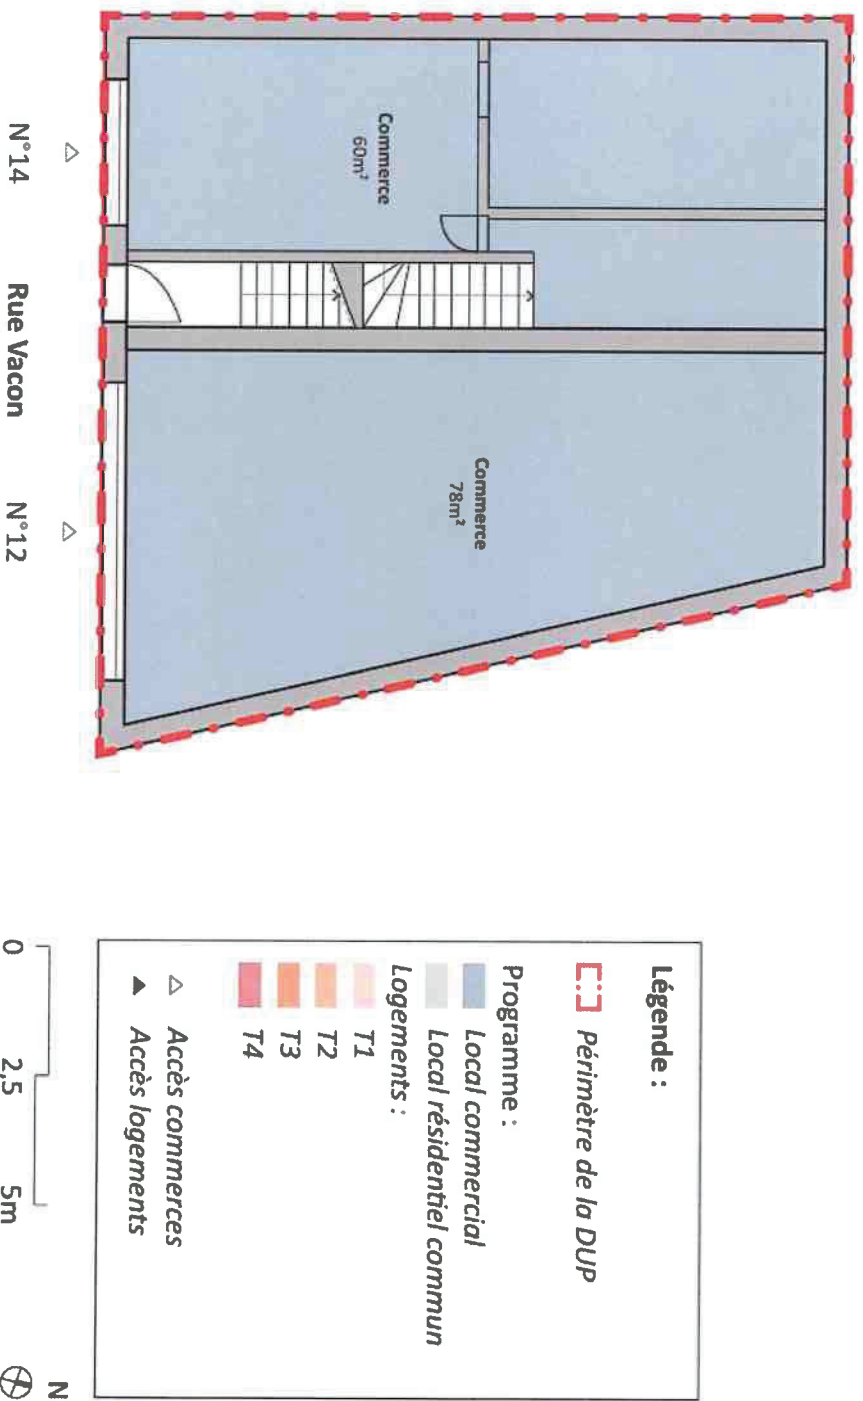 Commerce
60m²
Commerce
78m²
N°14
Rue Vacon
N°12
Légende :
Périmètre de la DUP
Programme :
Local commercial
Local résidentiel commun
Logements :
T1
T2
T3
T4
Accès commerces
Accès logements
0
2,5
5m
N